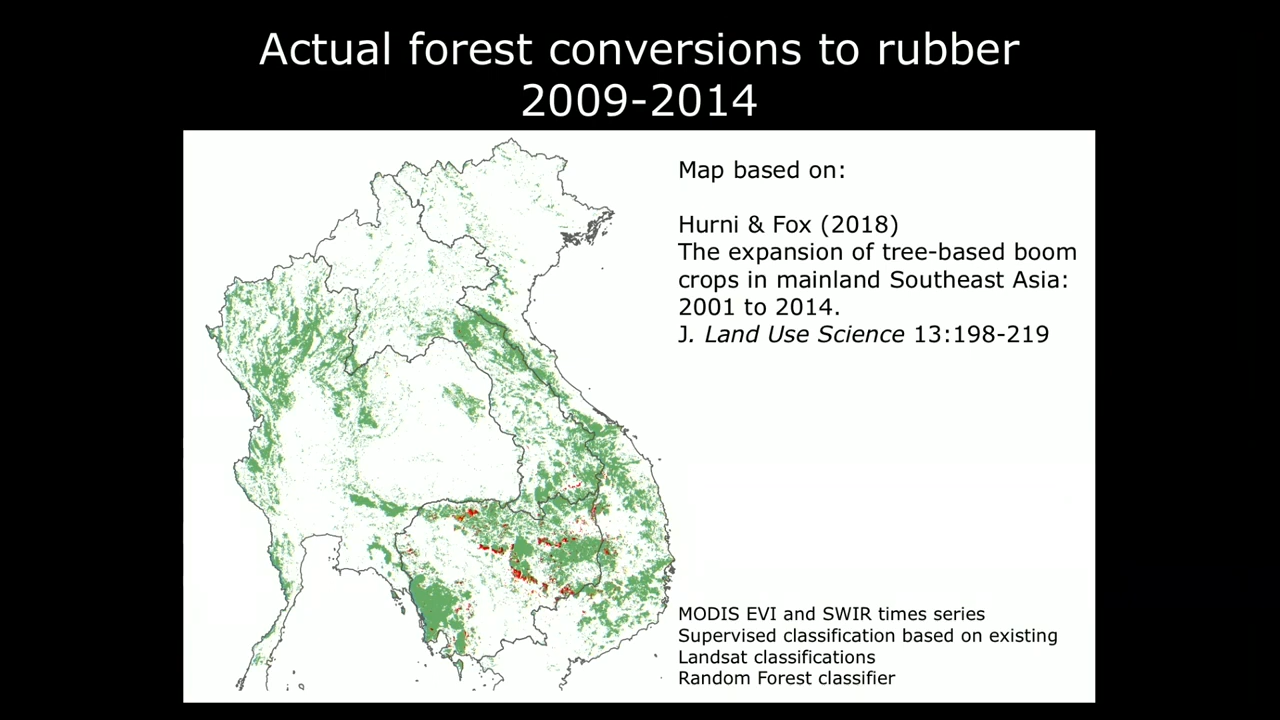 Actual forest conversions to rubber
2009-2014
Map based on:
Hurni & Fox (2018)
The expansion of tree-based boom
crops in mainland Southeast Asia:
2001 to 2014.
J. Land Use Science 13:198-219
MODIS EVI and SWIR times series
Supervised classification based on existing
Landsat classifications
Random Forest classifier